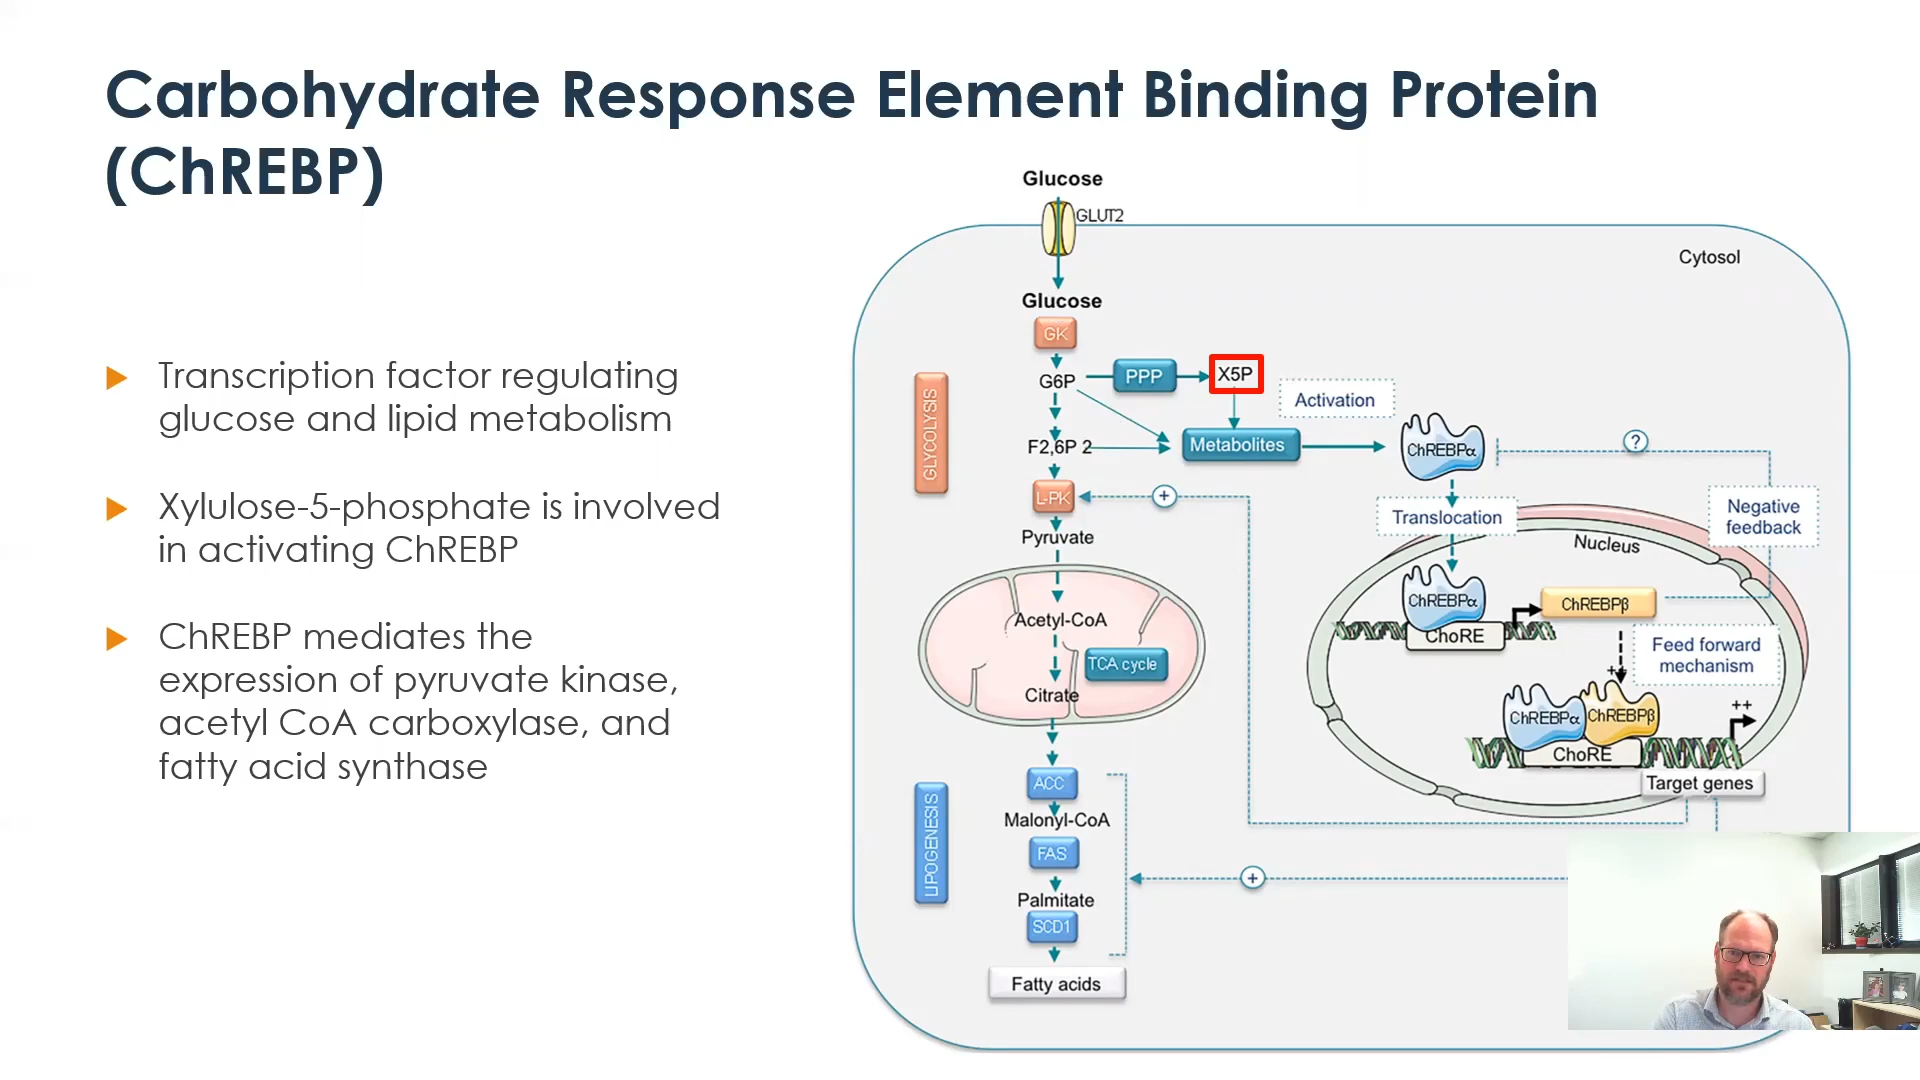 Carbohydrate Response Element Binding Protein
(ChREBP)
Transcription factor regulating
glucose and lipid metabolism
Xylulose-5-phosphate is involved
in activating ChREBP
ChREBP mediates the
expression of pyruvate kinase,
acetyl CoA carboxylase, and
fatty acid synthase
Glucose
GLUT2
Cytosol
Glucose
GK
G6P
PPP
X5P
Activation
GLYCOLYSIS
F2,6P 2
Metabolites
ChREBPα
?
L-PK
+
Translocation
Negative
feedback
Pyruvate
Nucleus
ChREBPα
ChREBPβ
ChoRE
Acetyl-CoA
TCA cycle
Citrate
Feed forward
mechanism
+
ChREBPα
ChREBPβ
++
ChoRE
Target genes
ACC
Malonyl-CoA
LIPOGENESIS
FAS
+
Palmitate
SCD1
Fatty acids